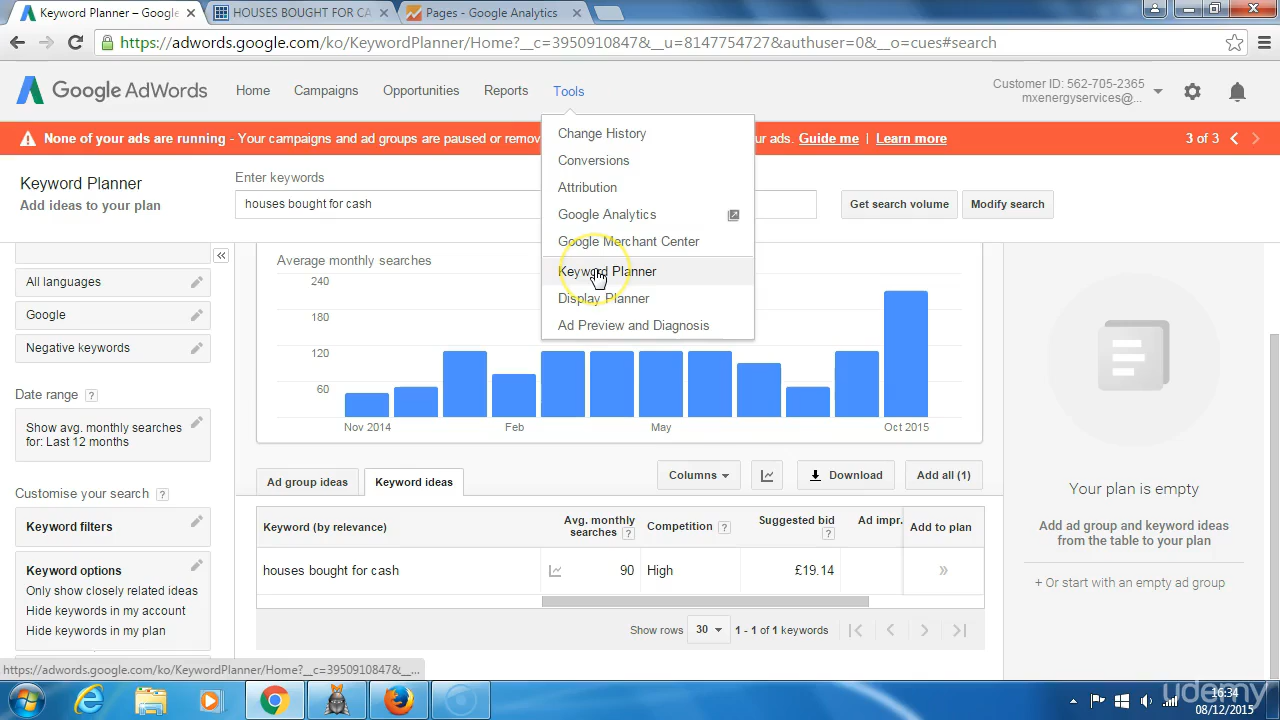 Keyword Planner – Google
HOUSES BOUGHT FOR CA
Pages - Google Analytics
https://adwords.google.com/ko/KeywordPlanner/Home?__c=3950910847&__u=8147754727&authuser=0&__o=cues#search
Google AdWords
Home
Campaigns
Opportunities
Reports
Tools
Customer ID: 562-705-2365
mxenergyservices@...
None of your ads are running - Your campaigns and ad groups are paused or remov
ur ads. Guide me | Learn more
3 of 3
Change History
Conversions
Attribution
Google Analytics
Google Merchant Center
Keyword Planner
Display Planner
Ad Preview and Diagnosis
Keyword Planner
Add ideas to your plan
Enter keywords
houses bought for cash
Get search volume
Modify search
All languages
Google
Negative keywords
Date range ?
Show avg. monthly searches
for: Last 12 months
Customise your search ?
Keyword filters
Keyword options
Only show closely related ideas
Hide keywords in my account
Hide keywords in my plan
Average monthly searches
240
180
120
60
Nov 2014
Feb
May
Oct 2015
Ad group ideas
Keyword ideas
Columns
Download
Add all (1)
Keyword (by relevance)
Avg. monthly
searches ?
Competition ?
Suggested bid
?
Ad impr.
Add to plan
houses bought for cash
90
High
£19.14
»
Show rows
30
1 - 1 of 1 keywords
Your plan is empty
Add ad group and keyword ideas
from the table to your plan
+ Or start with an empty ad group
https://adwords.google.com/ko/KeywordPlanner/Home?__c=3950910847&__...
udemy
16:34
08/12/2015